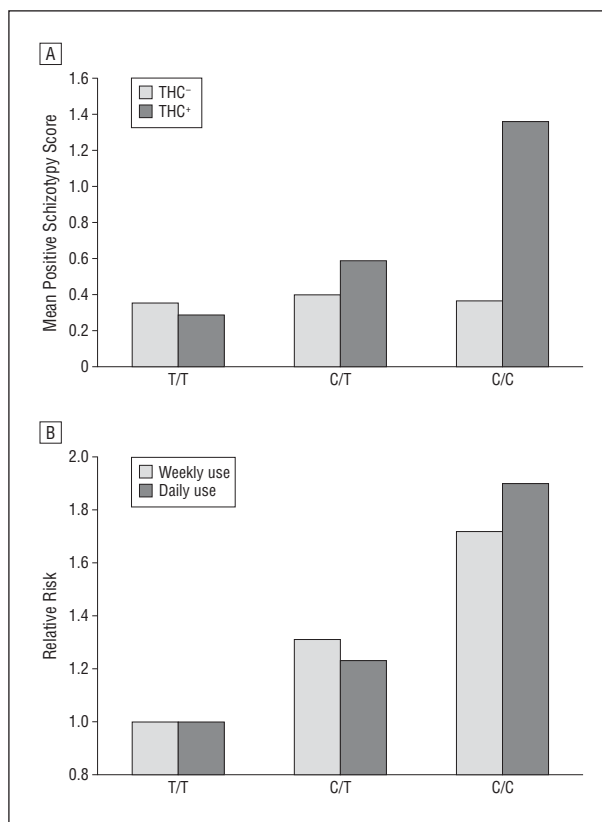 A
1.6
1.4
1.2
1.0
0.8
0.6
0.4
0.2
0
Mean Positive Schizotypy Score
THC⁻
THC⁺
T/T C/T C/C
B
2.0
1.8
1.6
1.4
1.2
1.0
0.8
Relative Risk
Weekly use
Daily use
T/T C/T C/C